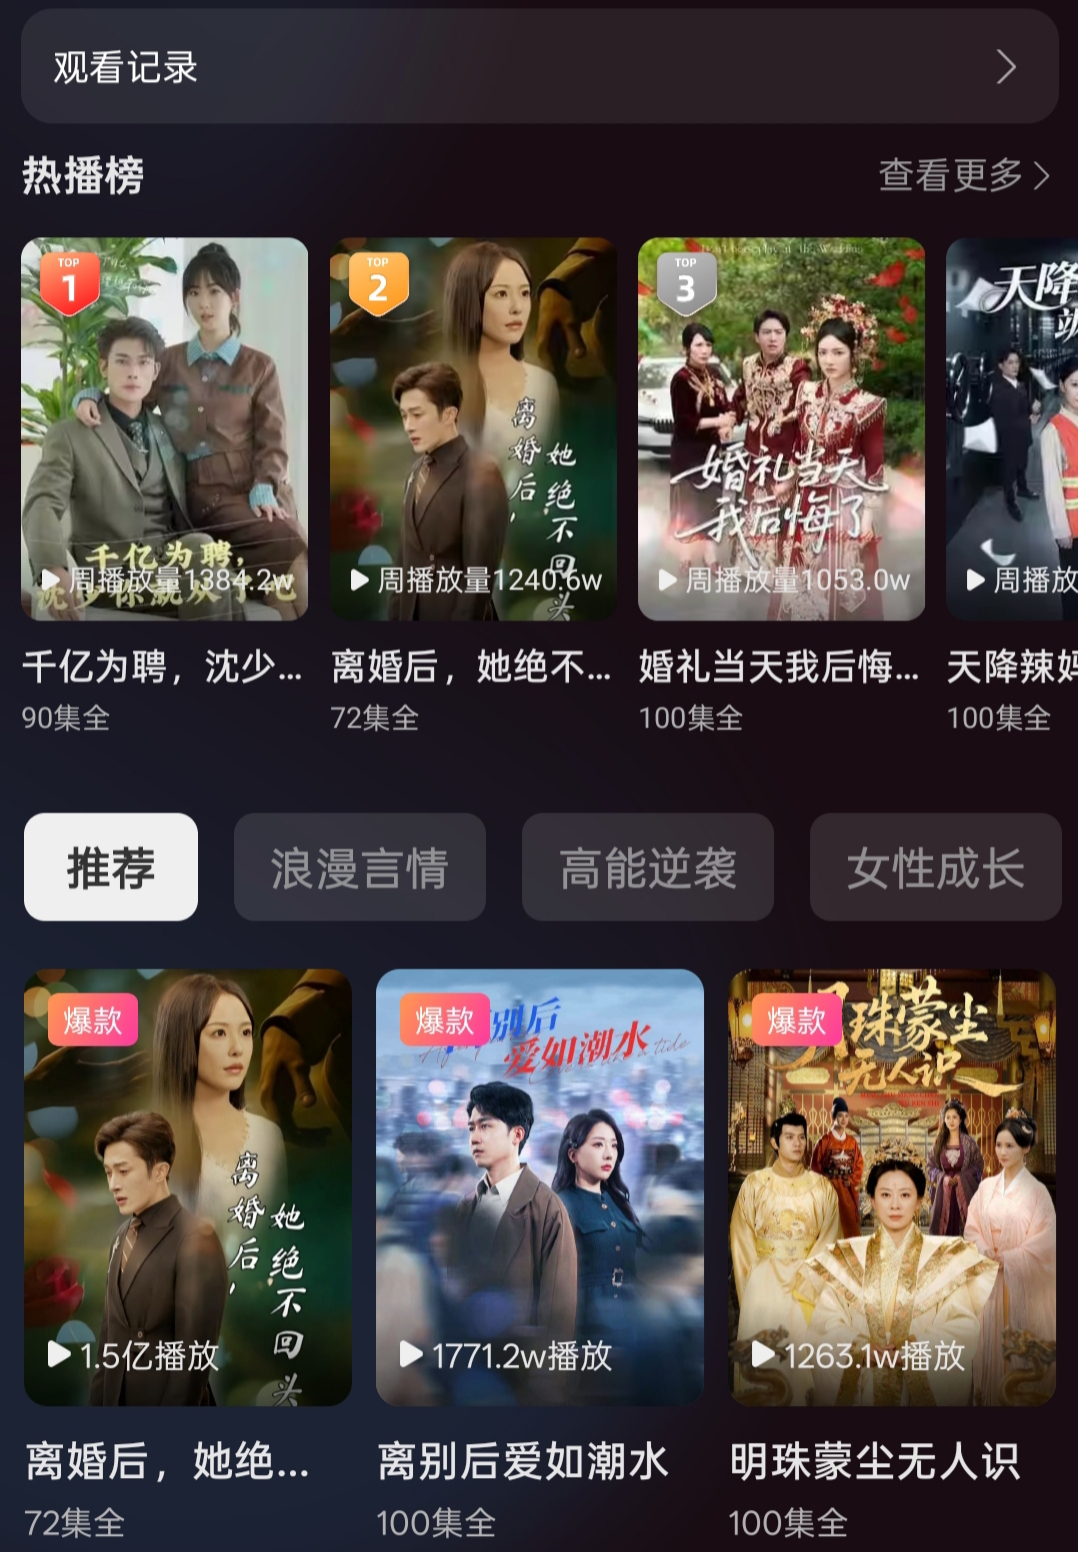 观看记录
热播榜
查看更多
TOP
1
TOP
2
TOP
3
离婚后，
她绝不回头
婚礼当天
我后悔了
天降
千亿为聘，
周播放量1384.2w
周播放量1240.6w
周播放量1053.0w
周播放
千亿为聘，沈少...
离婚后，她绝不...
婚礼当天我后悔...
天降辣妈
90集全
72集全
100集全
100集全
推荐
浪漫言情
高能逆袭
女性成长
爆款
离婚后，
她绝不回头
1.5亿播放
爆款
别后
爱如潮水
1771.2w播放
爆款
珠蒙尘
无人识
1263.1w播放
离婚后，她绝...
离别后爱如潮水
明珠蒙尘无人识
72集全
100集全
100集全